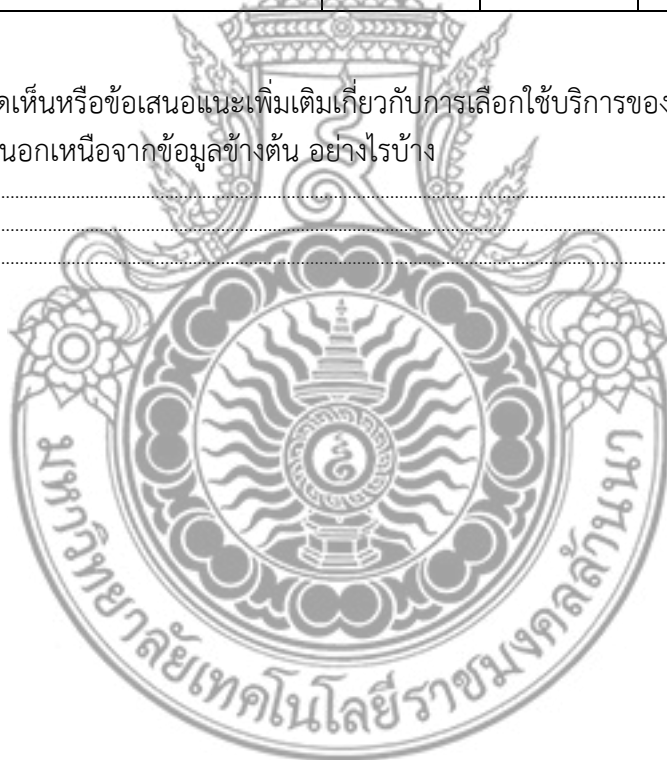 ดเห็นหรือข้อเสนอแนะเพิ่มเติมเกี่ยวกับการเลือกใช้บริการของ
นอกเหนือจากข้อมูลข้างต้น อย่างไรบ้าง
มหาวิทยาลัยเทคโนโลยีราชมงคลล้านนา